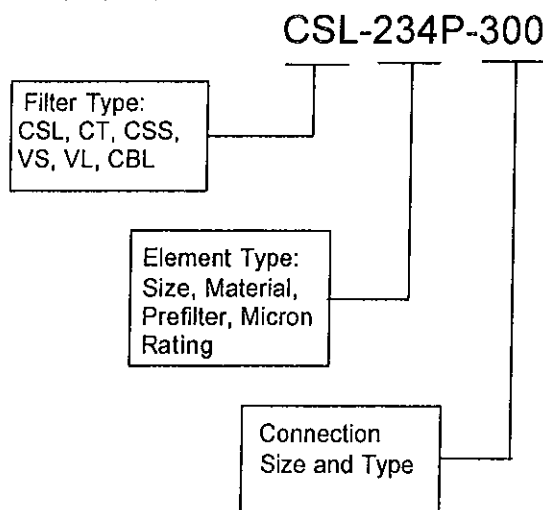 CSL-234P-300
Filter Type:
CSL, CT, CSS,
VS, VL, CBL
Element Type:
Size, Material,
Prefilter, Micron
Rating
Connection
Size and Type